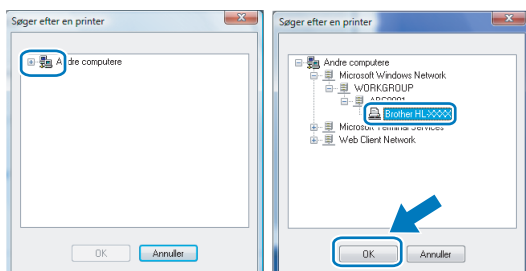 Søger efter en printer
Andre computere
OK
Annuller
Søger efter en printer
Andre computere
Microsoft Windows Network
WORKGROUP
Brother HL-XXXX
Microsoft Terminal Services
Web Client Network
OK
Annuller